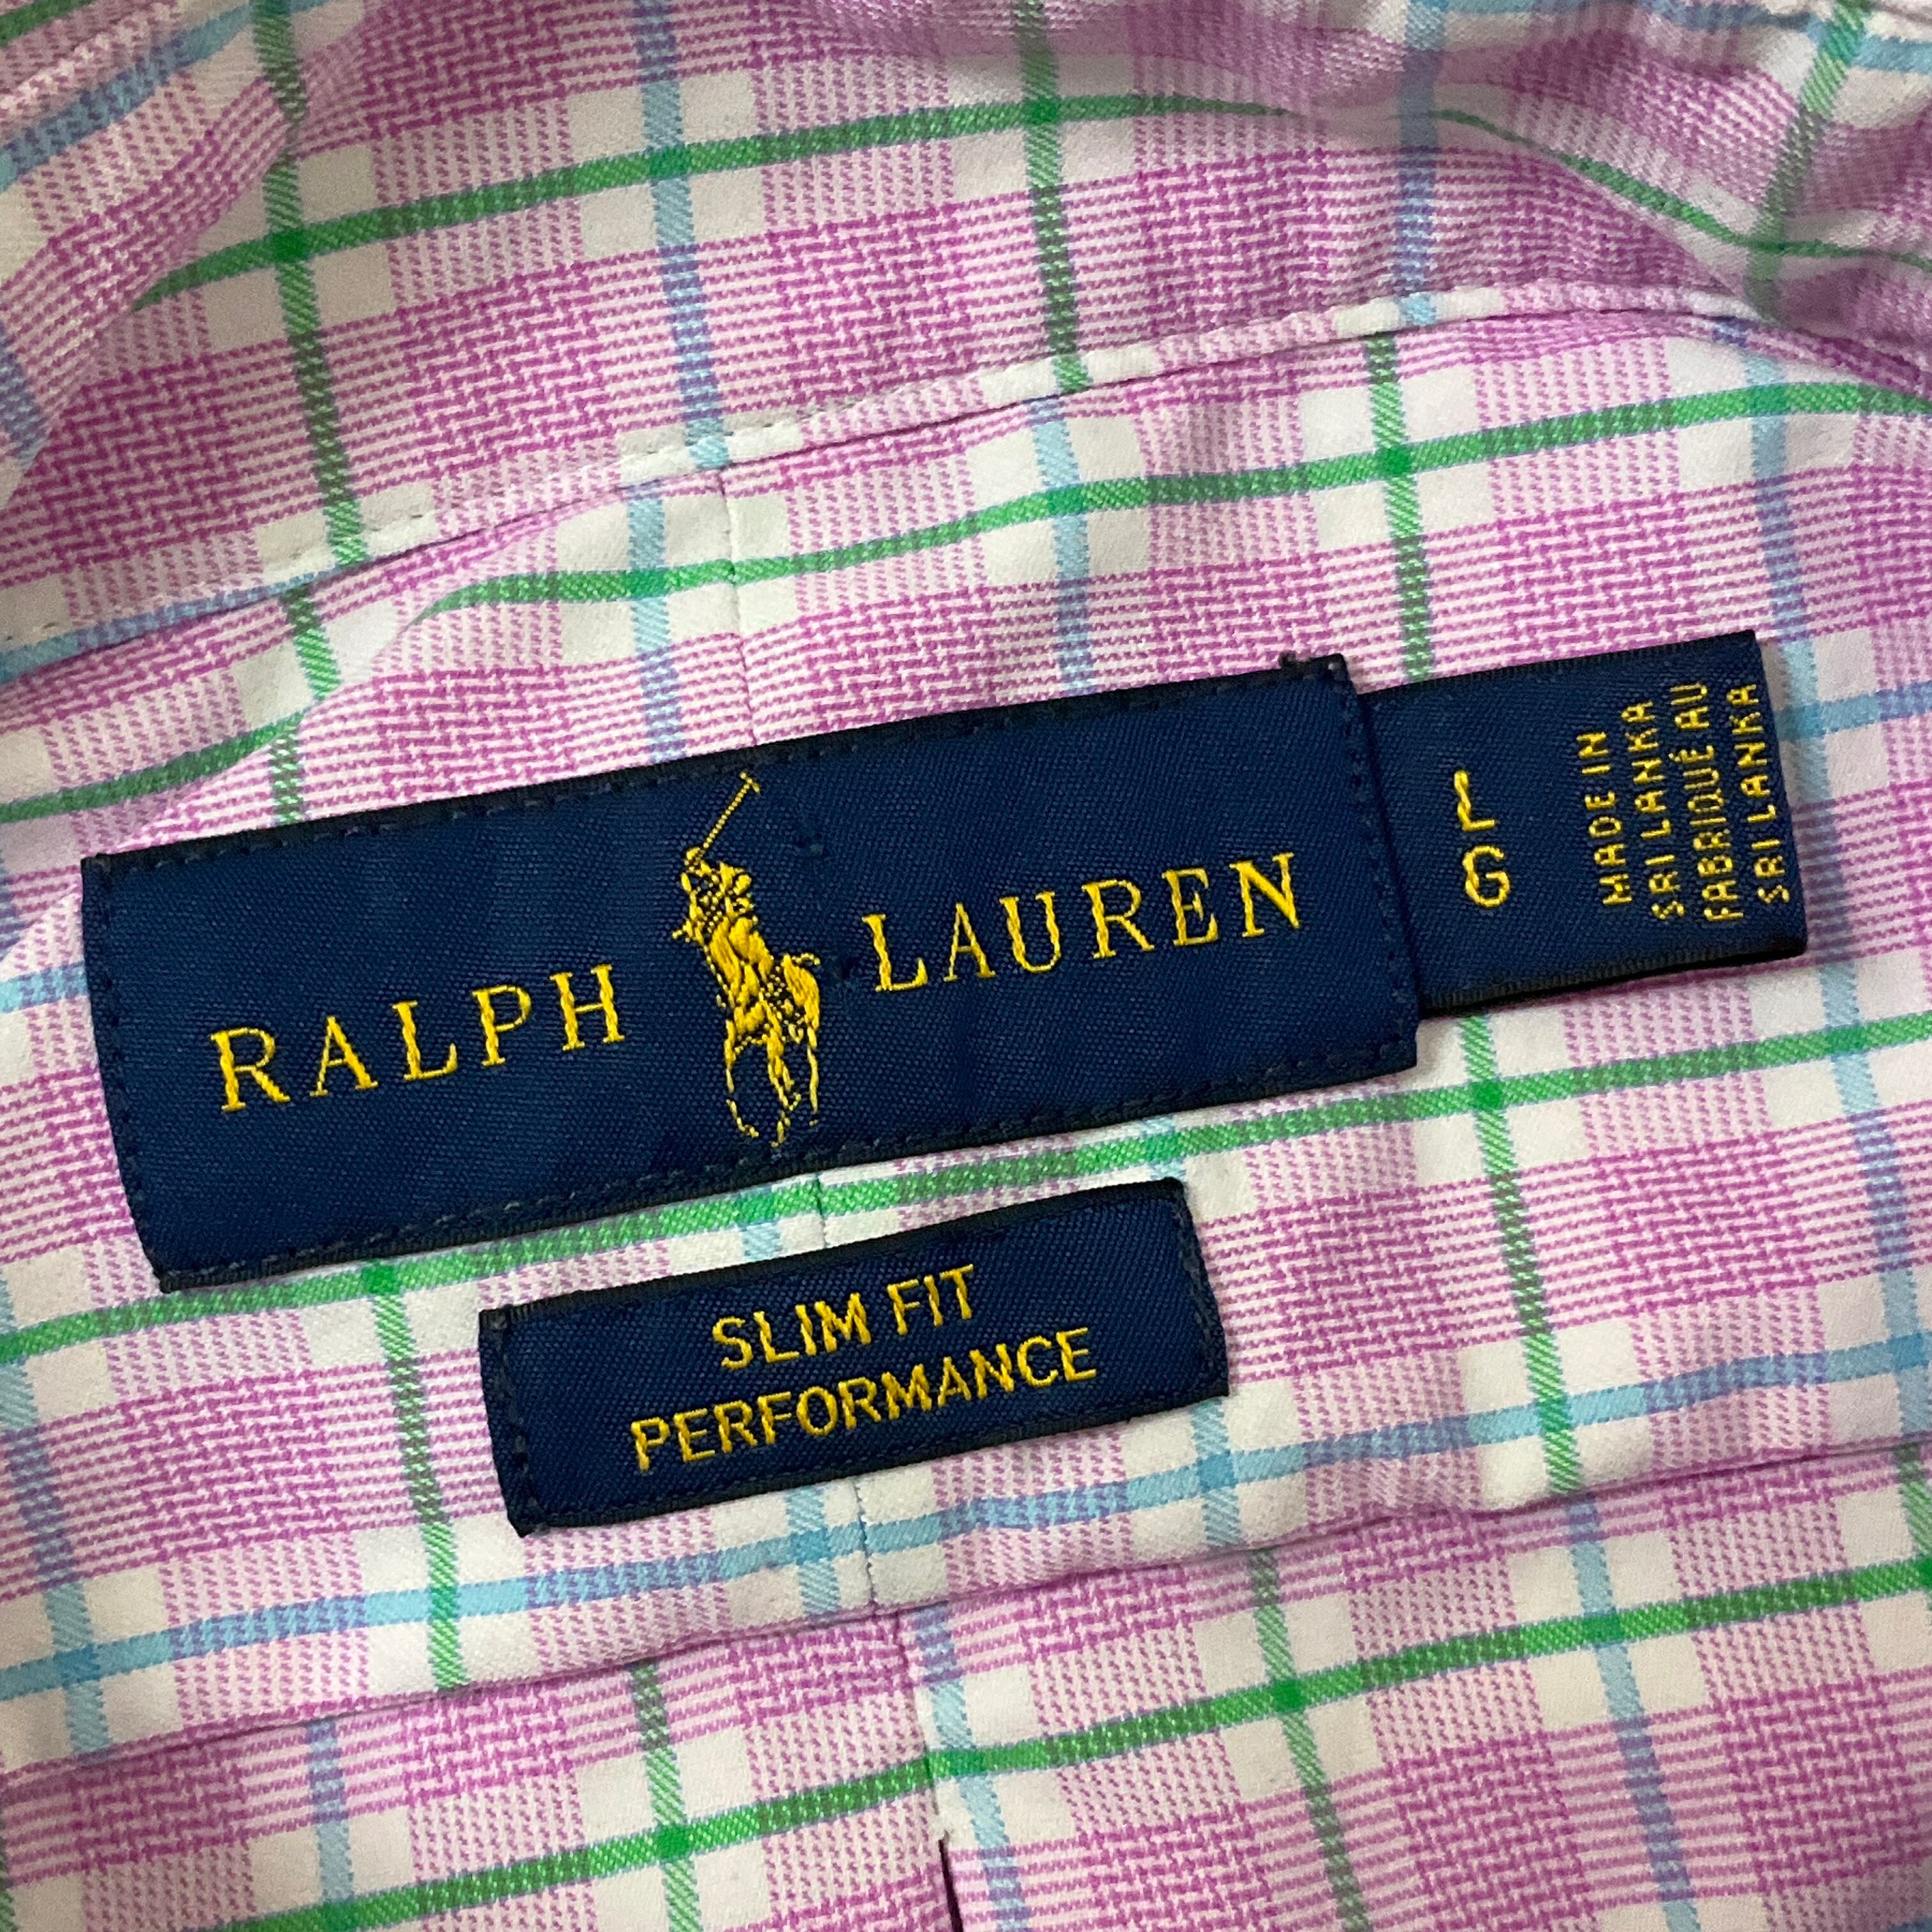 RALPH LAUREN
L
G
MADE IN
SRI LANKA
FABRIQUÉ AU
SRI LANKA
SLIM FIT
PERFORMANCE